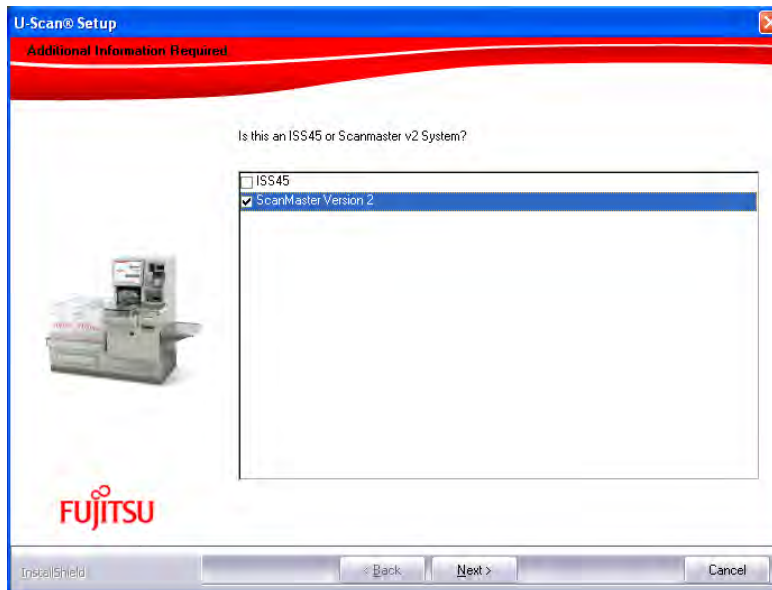 U-Scan® Setup
Additional Information Required
Is this an ISS45 or Scanmaster v2 System?
ISS45
ScanMaster Version 2
FUJITSU
InstallShield
< Back
Next >
Cancel